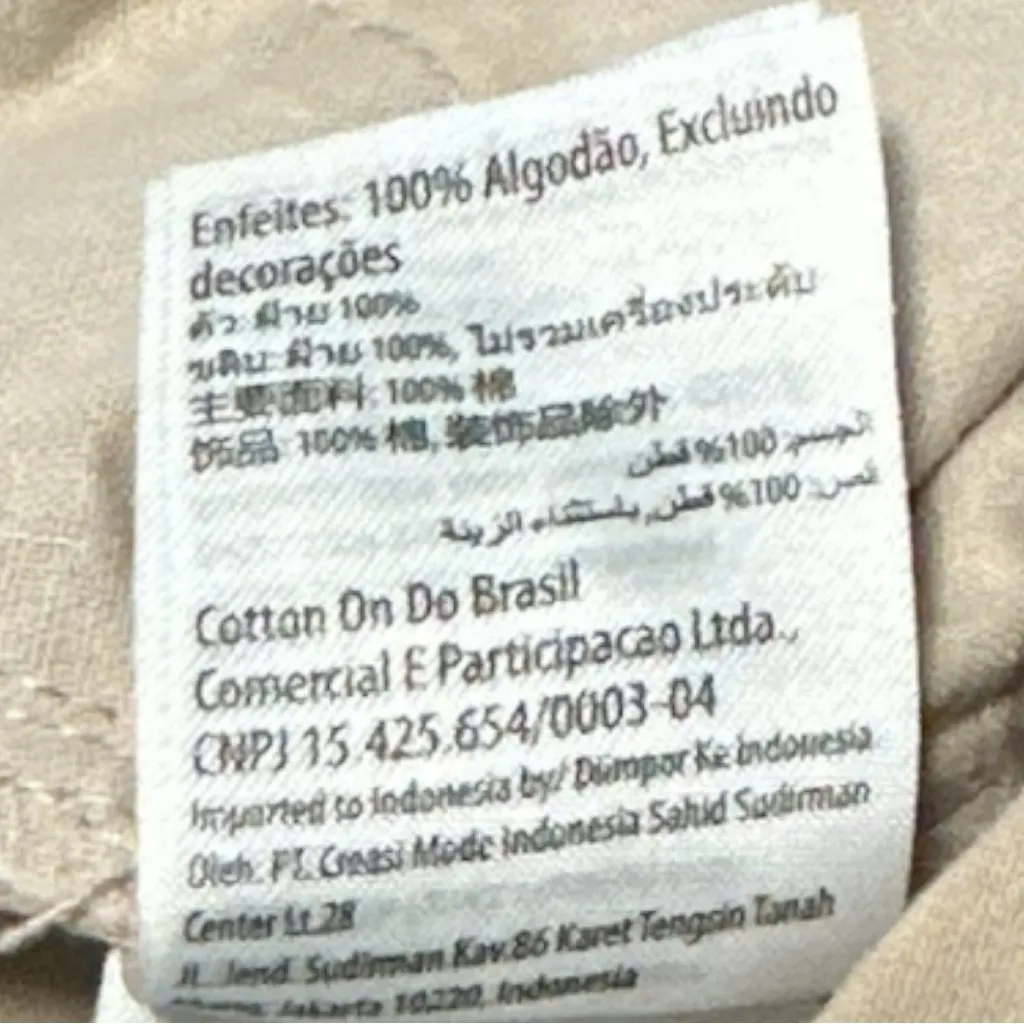 Enfeites: 100% Algodão, Excluindo
decorações
ตัว: ฝ้าย 100%
ขลิบ: ฝ้าย 100%, ไม่รวมเครื่องประดับ
主要面料: 100% 棉
饰品: 100% 棉, 装饰品除外
الجسم: 100% قطن
قص: 100% قطن, باستثناء الزينة
Cotton On Do Brasil
Comercial E Participacao Ltda.,
CNPJ 15.425.654/0003-04
Imported to Indonesia by/ Diimpor Ke Indonesia
Oleh: PT. Creasi Mode Indonesia Sahid Sudirman
Center Lt.28
JL. Jend. Sudirman Kav.86 Karet Tengsin Tanah
Jakarta 10220, Indonesia